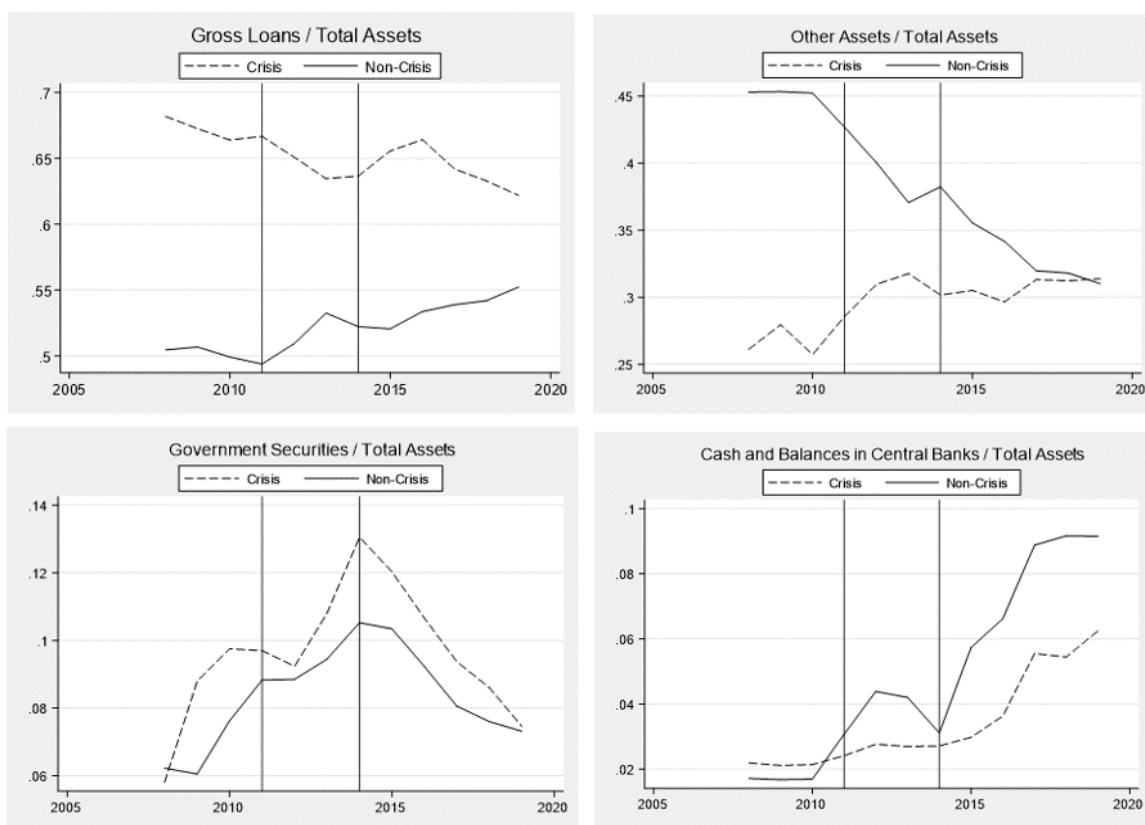 Gross Loans / Total Assets
Crisis Non-Crisis
.7
.65
.6
.55
.5
2005 2010 2015 2020
Other Assets / Total Assets
Crisis Non-Crisis
.45
.4
.35
.3
.25
2005 2010 2015 2020
Government Securities / Total Assets
Crisis Non-Crisis
.14
.12
.1
.08
.06
2005 2010 2015 2020
Cash and Balances in Central Banks / Total Assets
Crisis Non-Crisis
.1
.08
.06
.04
.02
2005 2010 2015 2020